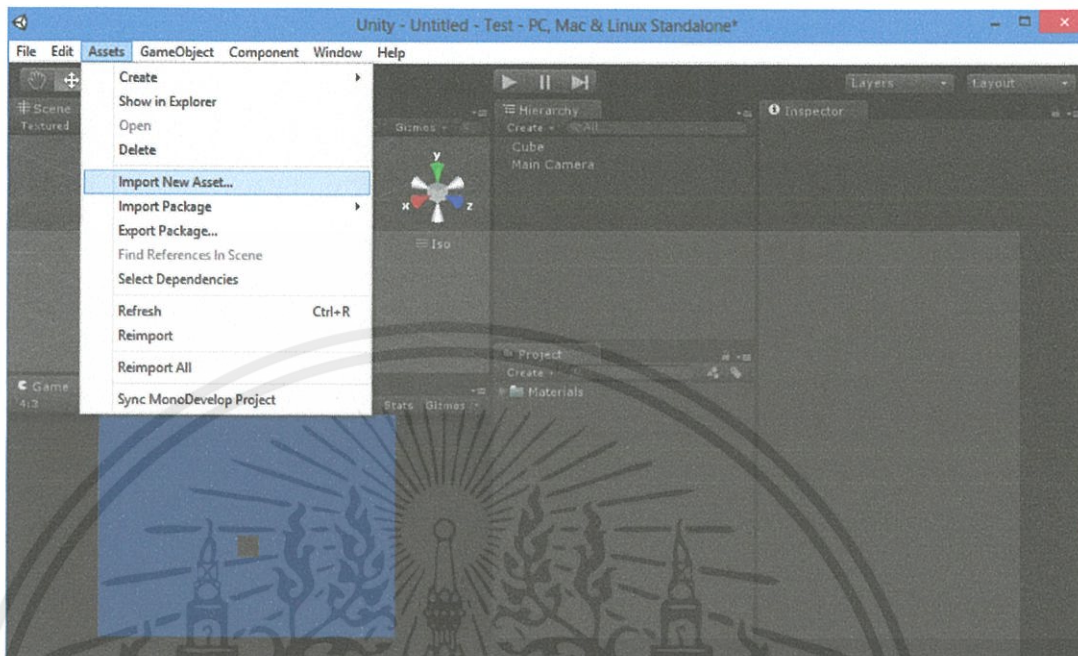 Unity - Untitled - Test - PC, Mac & Linux Standalone*
File Edit Assets GameObject Component Window Help
Create
Show in Explorer
Open
Delete
Import New Asset...
Import Package
Export Package...
Find References In Scene
Select Dependencies
Refresh Ctrl+R
Reimport
Reimport All
Sync MonoDevelop Project
Layers Layout
Scene
Textured
Gizmos
y
x z
Iso
Hierarchy
Create All
Cube
Main Camera
Inspector
Project
Create
Materials
Game
4:3
Stats Gizmos